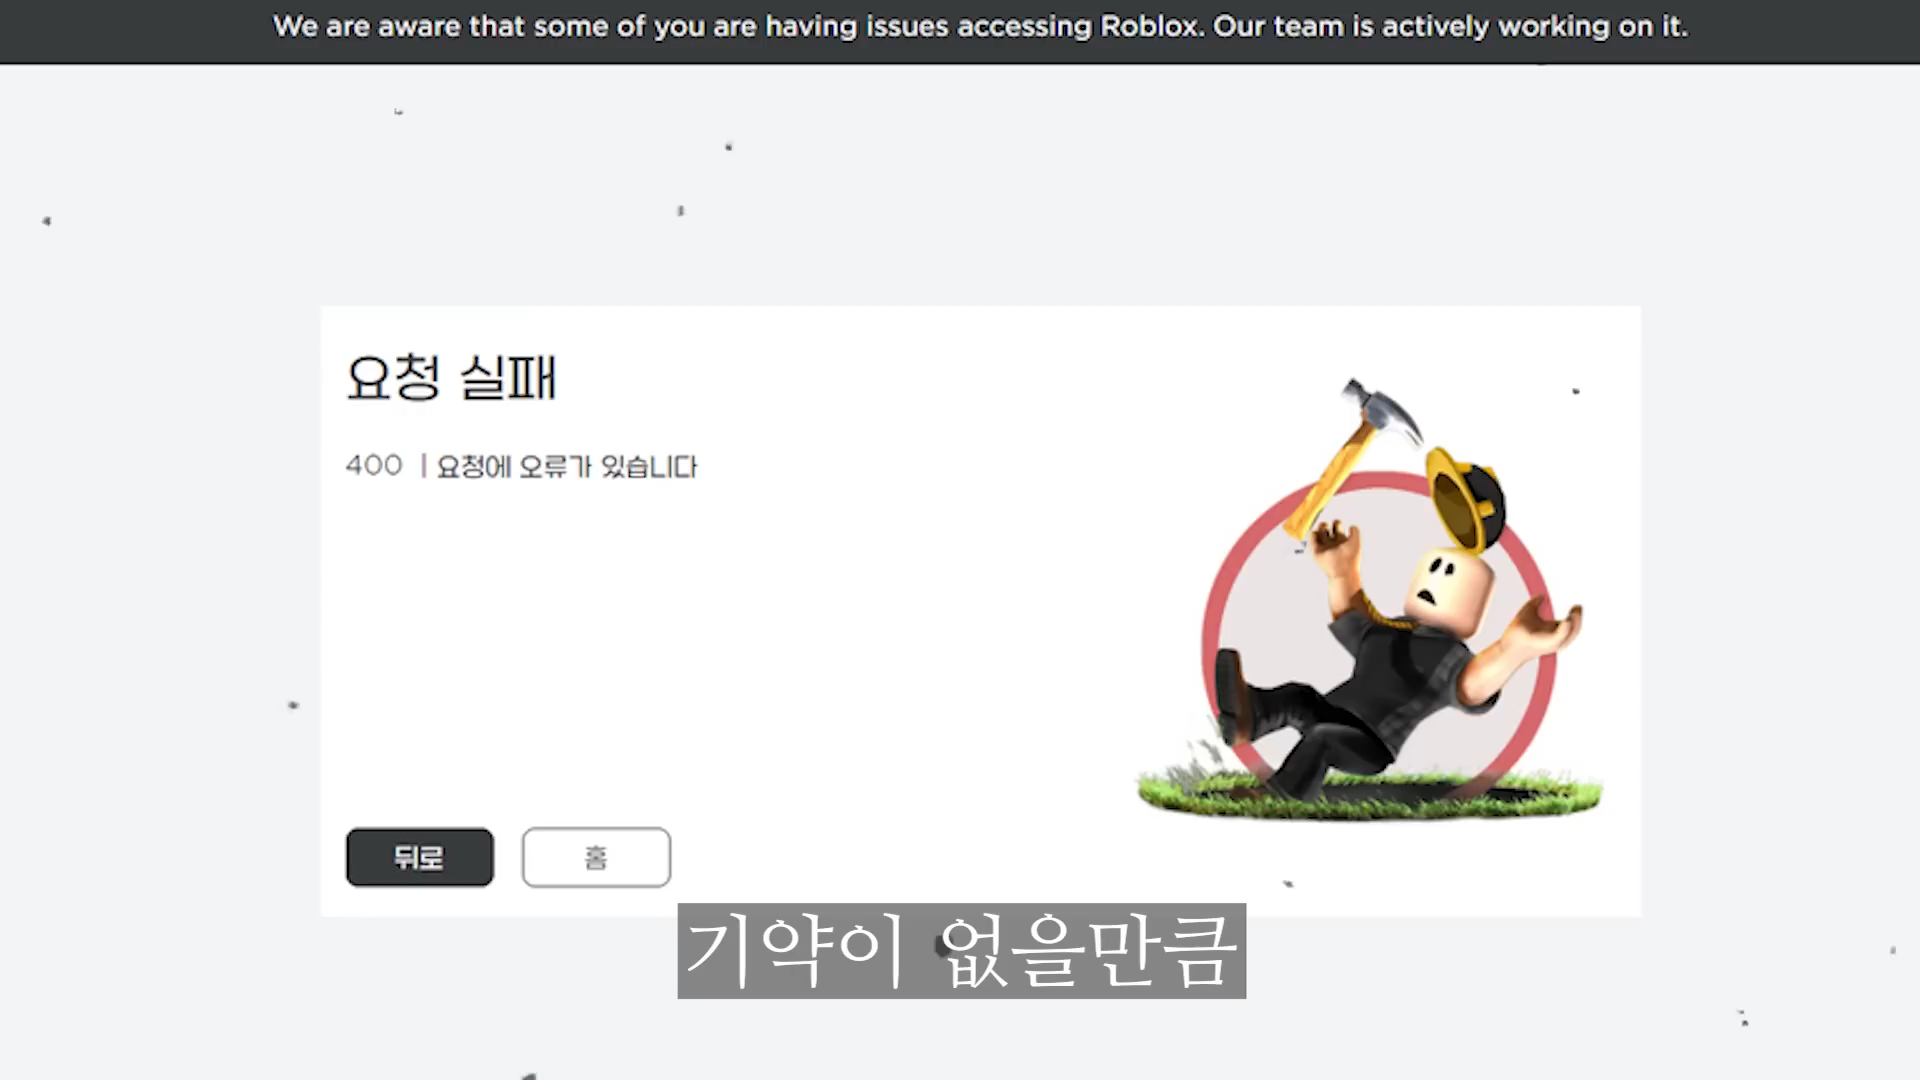 We are aware that some of you are having issues accessing Roblox. Our team is actively working on it.
요청 실패
400 | 요청에 오류가 있습니다
뒤로
홈
기약이 없을만큼